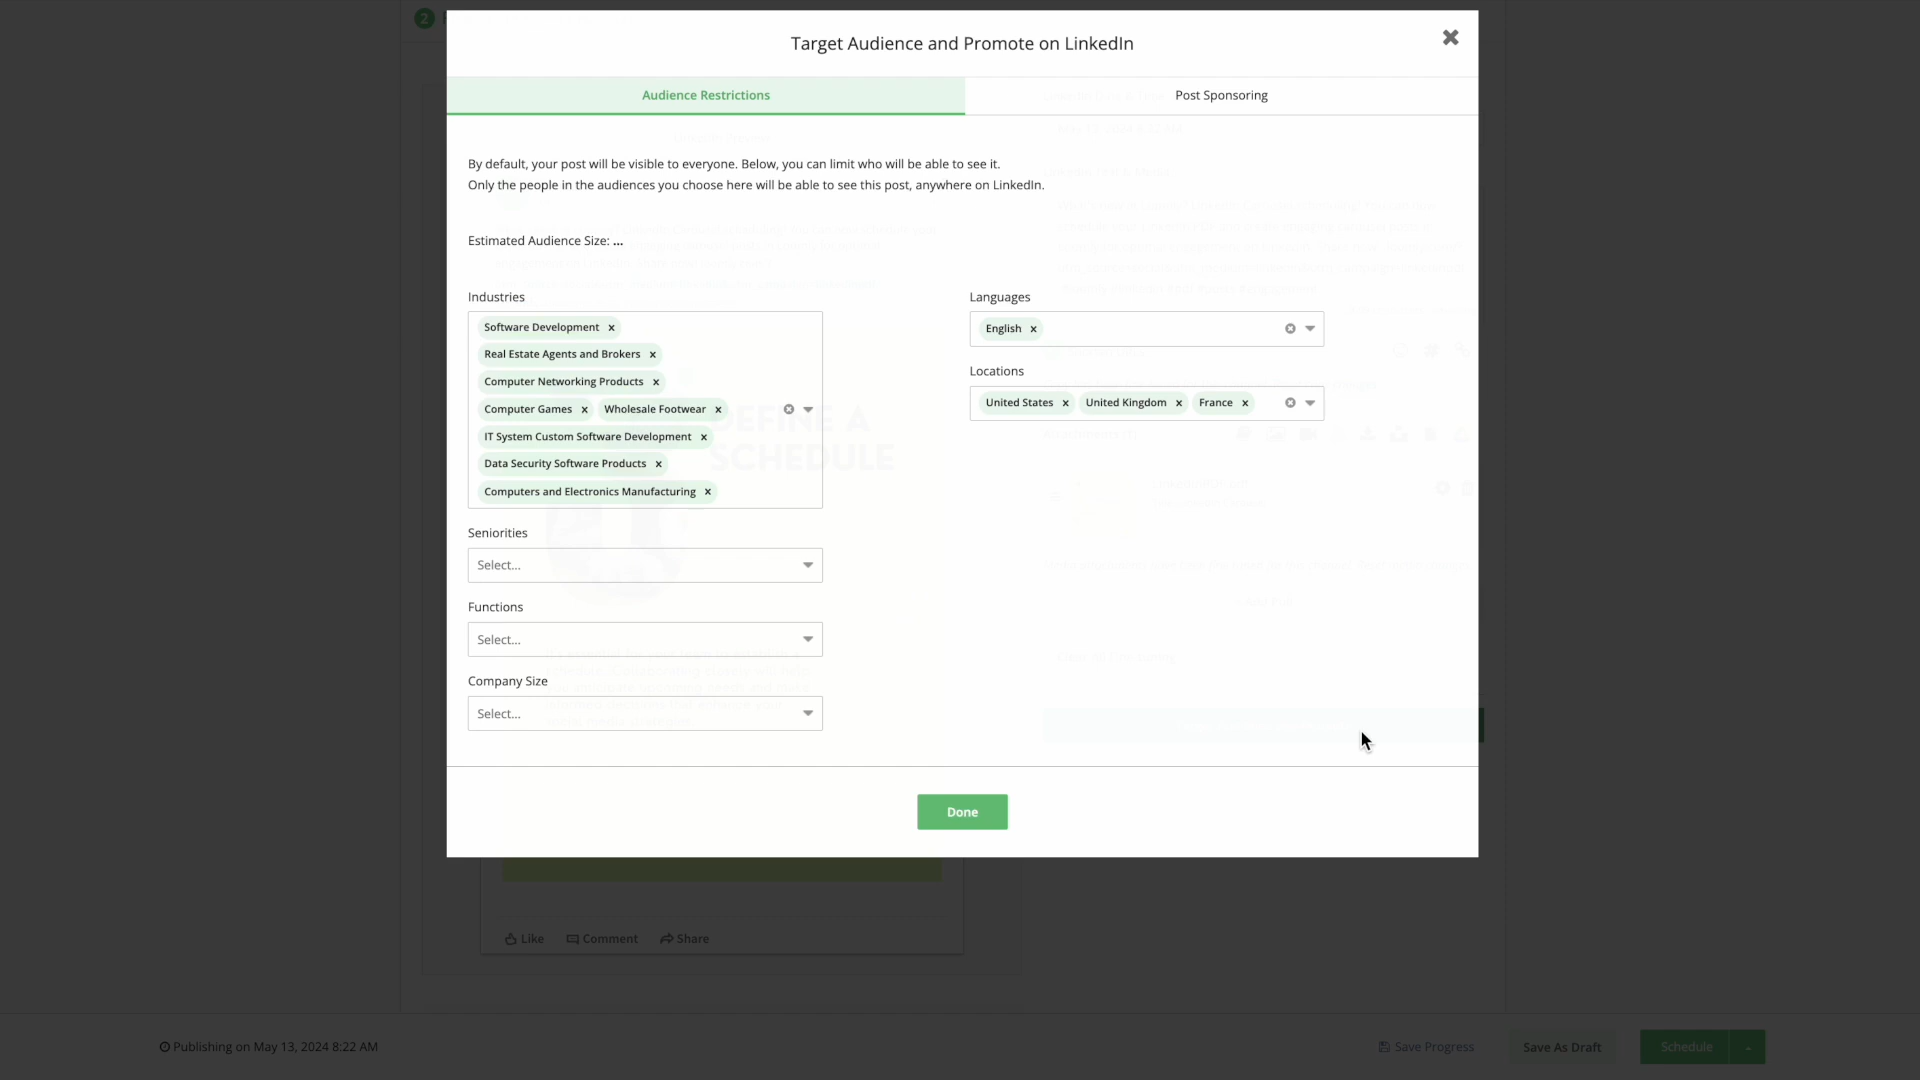 2
Target Audience and Promote on LinkedIn
Audience Restrictions
Post Sponsoring
By default, your post will be visible to everyone. Below, you can limit who will be able to see it.
Only the people in the audiences you choose here will be able to see this post, anywhere on LinkedIn.
Estimated Audience Size: ...
Industries
Software Development
Real Estate Agents and Brokers
Computer Networking Products
Computer Games Wholesale Footwear
IT System Custom Software Development
Data Security Software Products
Computers and Electronics Manufacturing
Seniorities
Select...
Functions
Select...
Company Size
Select...
Languages
English
Locations
United States United Kingdom France
DEFINE A
SCHEDULE
Done
Like Comment Share
Publishing on May 13, 2024 8:22 AM
Save Progress
Save As Draft
Schedule